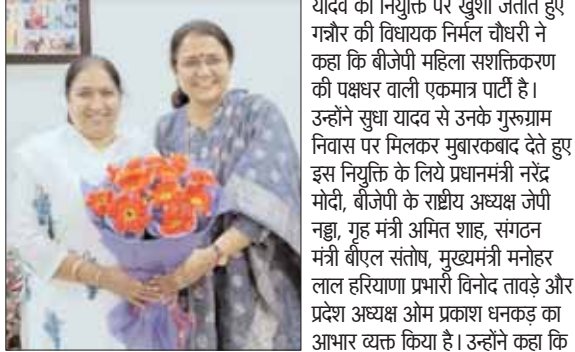 यादव की नियुक्ति पर खुशी जताते हुए
गन्नौर की विधायक निर्मल चौधरी ने
कहा कि बीजेपी महिला सशक्तिकरण
की पक्षधर वाली एकमात्र पार्टी है।
उन्होंने सुधा यादव से उनके गुरूग्राम
निवास पर मिलकर मुबारकबाद देते हुए
इस नियुक्ति के लिये प्रधानमंत्री नरेंद्र
मोदी, बीजेपी के राष्ट्रीय अध्यक्ष जेपी
नड्डा, गृह मंत्री अमित शाह, संगठन
मंत्री बीएल संतोष, मुख्यमंत्री मनोहर
लाल हरियाणा प्रभारी विनोद तावड़े और
प्रदेश अध्यक्ष ओम प्रकाश धनकड़ का
आभार व्यक्त किया है। उन्होंने कहा कि